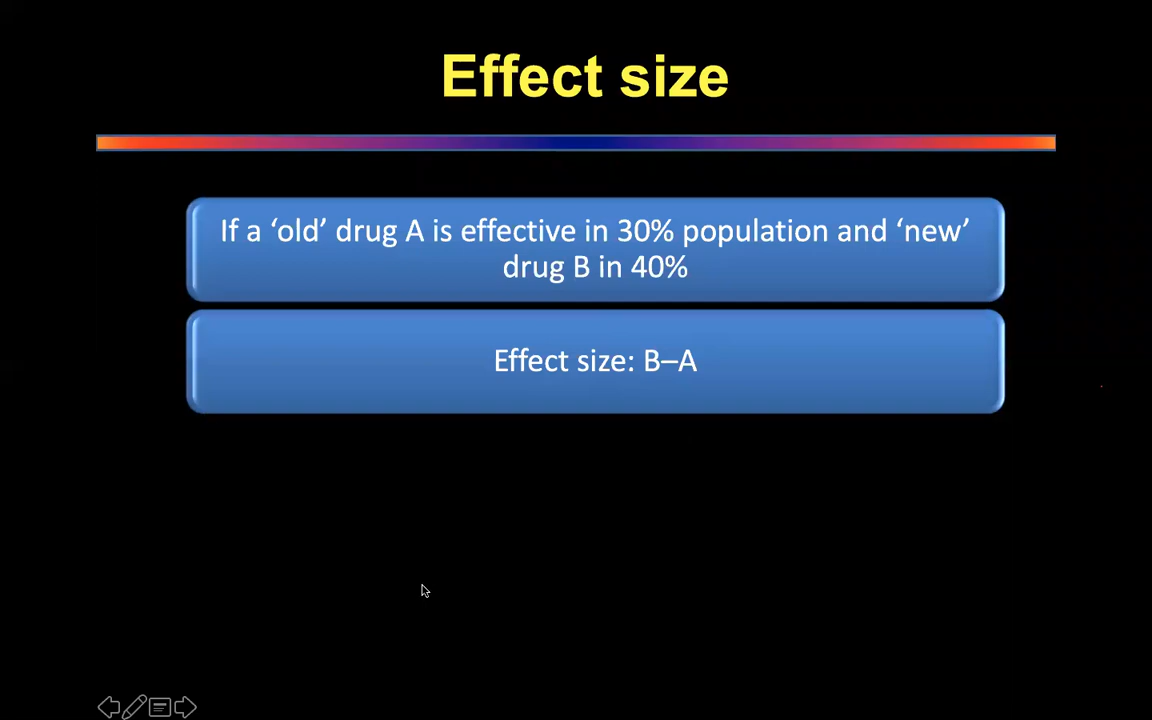 Effect size
If a ‘old’ drug A is effective in 30% population and ‘new’
drug B in 40%
Effect size: B–A